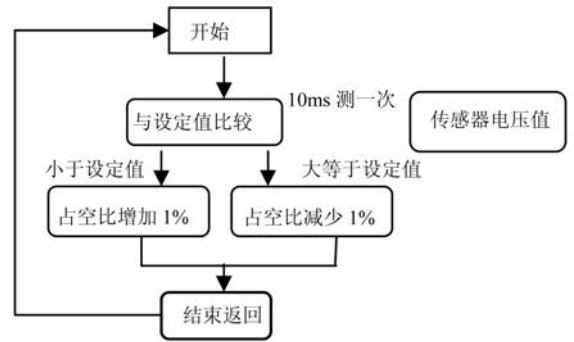 开始
10ms 测一次
与设定值比较
传感器电压值
小于设定值
大等于设定值
占空比增加 1%
占空比减少 1%
结束返回